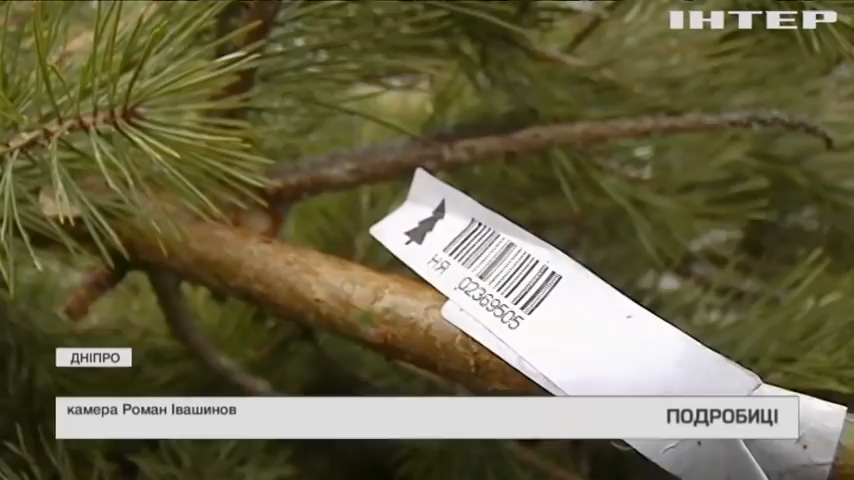 ІНТЕР
НЯ 02369505
ДНІПРО
камера Роман Івашинов
ПОДРОБИЦІ